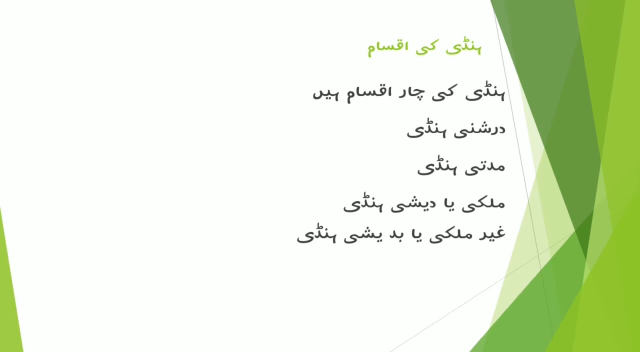 ہنڈی کی اقسام
ہنڈی کی چار اقسام ہیں
درشنی ہنڈی
مدتی ہنڈی
ملکی یا دیشی ہنڈی
غیر ملکی یا بد یشی ہنڈی